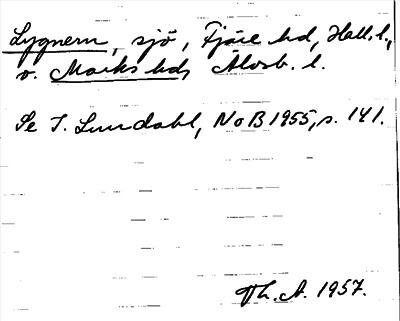 Lygnern, sjö, Fjäre hd, Hall. l.,
o. Marks hd, Älvsb. l.
Se I. Lundahl, NoB 1955, s. 141.
Th. A. 1957.